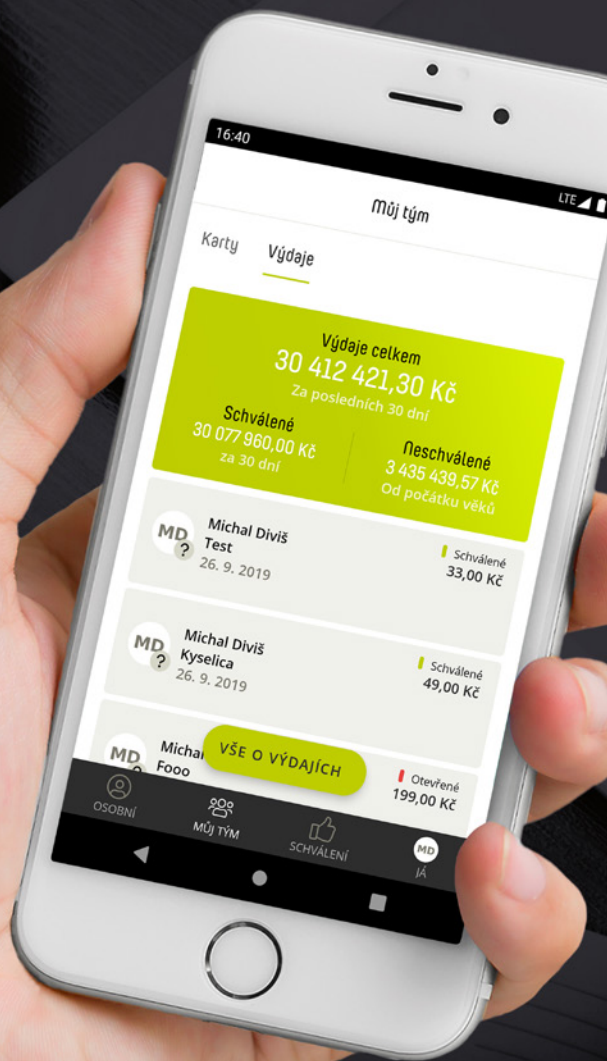 16:40
LTE
Můj tým
Karty
Výdaje
Výdaje celkem
30 412 421,30 Kč
Za posledních 30 dní
Schválené
30 077 960,00 Kč
za 30 dní
Neschválené
3 435 439,57 Kč
Od počátku věků
MD
?
Michal Diviš
Test
26. 9. 2019
Schválené
33,00 Kč
MD
?
Michal Diviš
Kyselica
26. 9. 2019
Schválené
49,00 Kč
MD
Fooo
Otevřené
199,00 Kč
VŠE O VÝDAJÍCH
OSOBNÍ
MŮJ TÝM
SCHVÁLENÍ
MD
JÁ